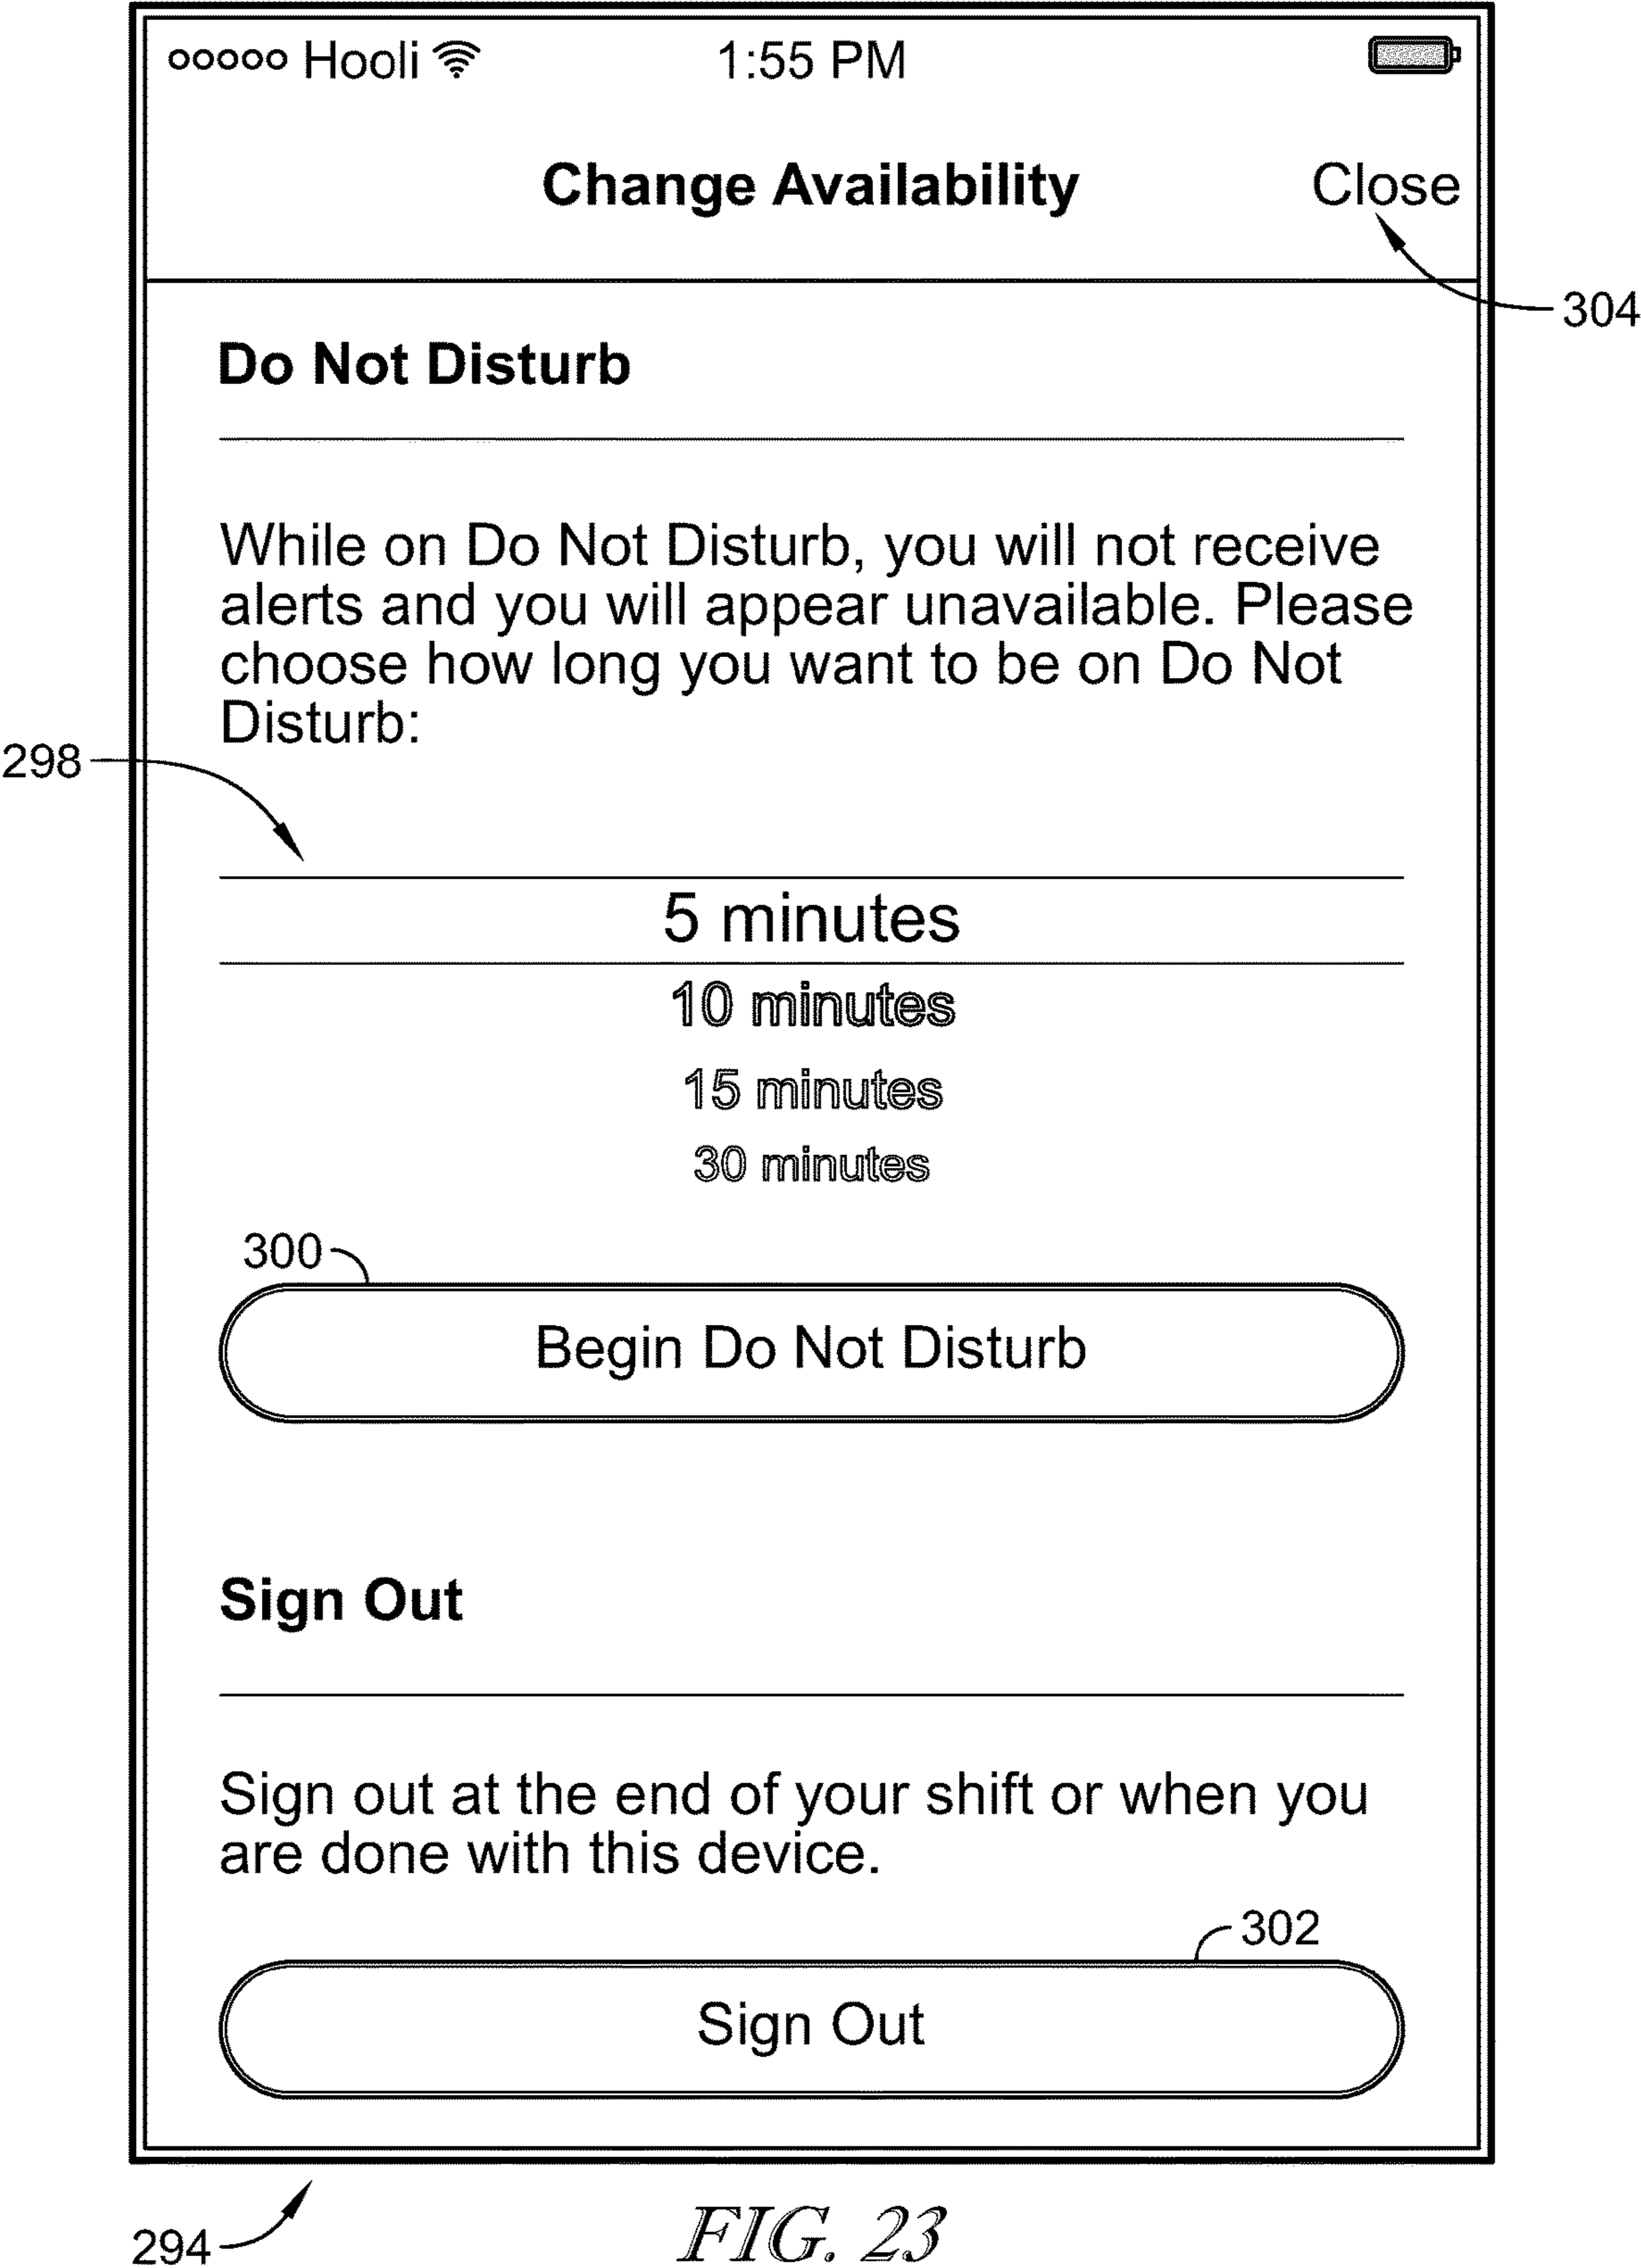 ooooo Hooli 1:55 PM
Change Availability Close
304
Do Not Disturb
While on Do Not Disturb, you will not receive
alerts and you will appear unavailable. Please
choose how long you want to be on Do Not
Disturb:
298
5 minutes
10 minutes
15 minutes
30 minutes
300
Begin Do Not Disturb
Sign Out
Sign out at the end of your shift or when you
are done with this device.
302
Sign Out
294
FIG. 23